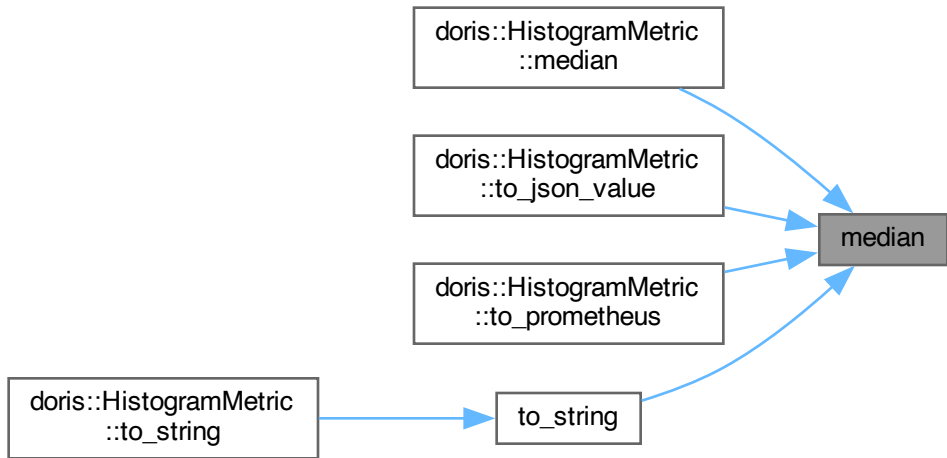 doris::HistogramMetric
::median
doris::HistogramMetric
::to_json_value
median
doris::HistogramMetric
::to_prometheus
doris::HistogramMetric
::to_string
to_string